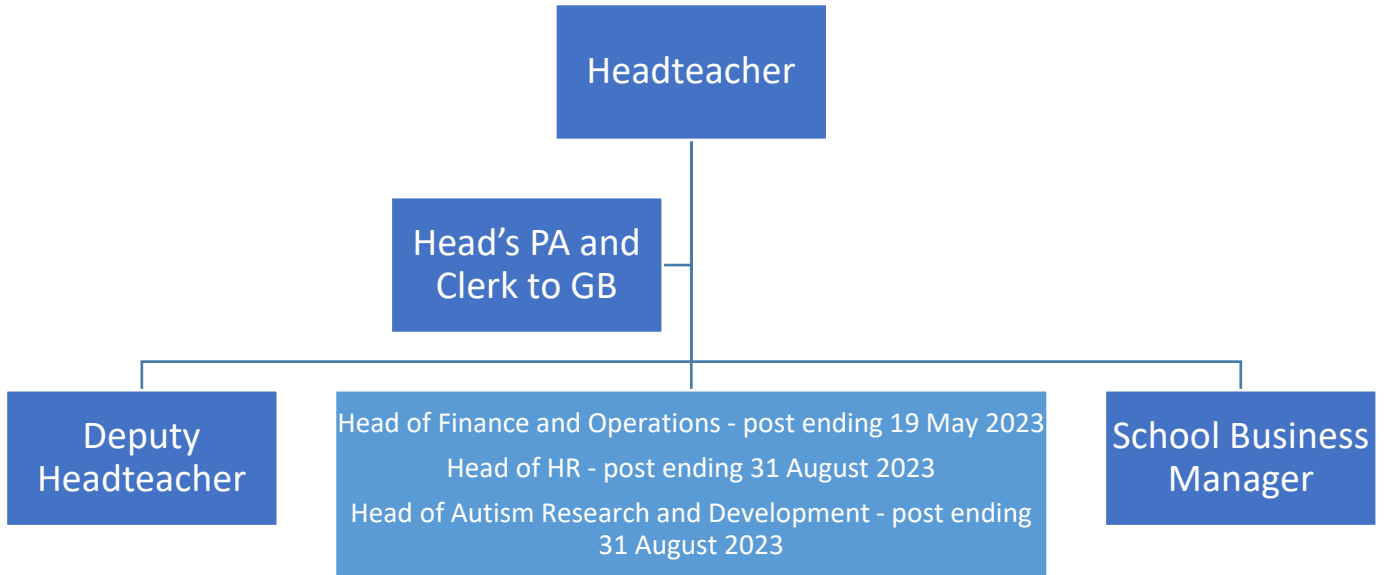 Headteacher
Head’s PA and
Clerk to GB
Deputy
Headteacher
Head of Finance and Operations - post ending 19 May 2023
Head of HR - post ending 31 August 2023
Head of Autism Research and Development - post ending
31 August 2023
School Business
Manager